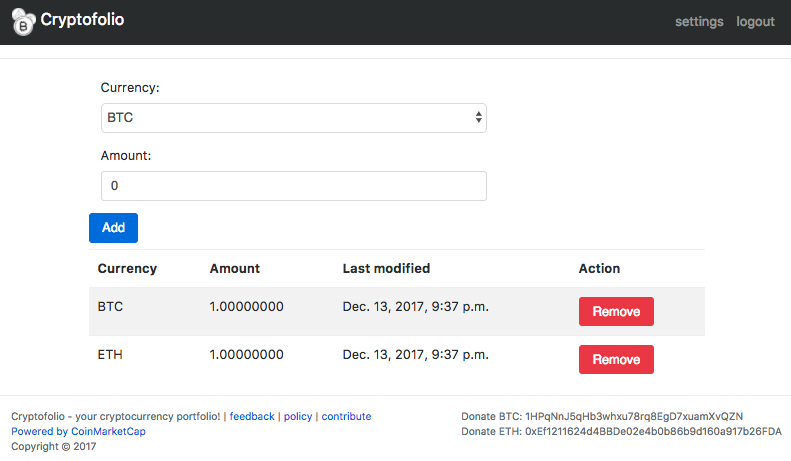 Cryptofolio
settings logout
Currency:
BTC
Amount:
0
Add
Currency Amount Last modified Action
BTC 1.00000000 Dec. 13, 2017, 9:37 p.m. Remove
ETH 1.00000000 Dec. 13, 2017, 9:37 p.m. Remove
Cryptofolio - your cryptocurrency portfolio! | feedback | policy | contribute
Powered by CoinMarketCap
Copyright © 2017
Donate BTC: 1HPqNnJ5qHb3whxu78rq8EgD7xuamXvQZN
Donate ETH: 0xEf1211624d4BBDe02e4b0b86b9d160a917b26FDA